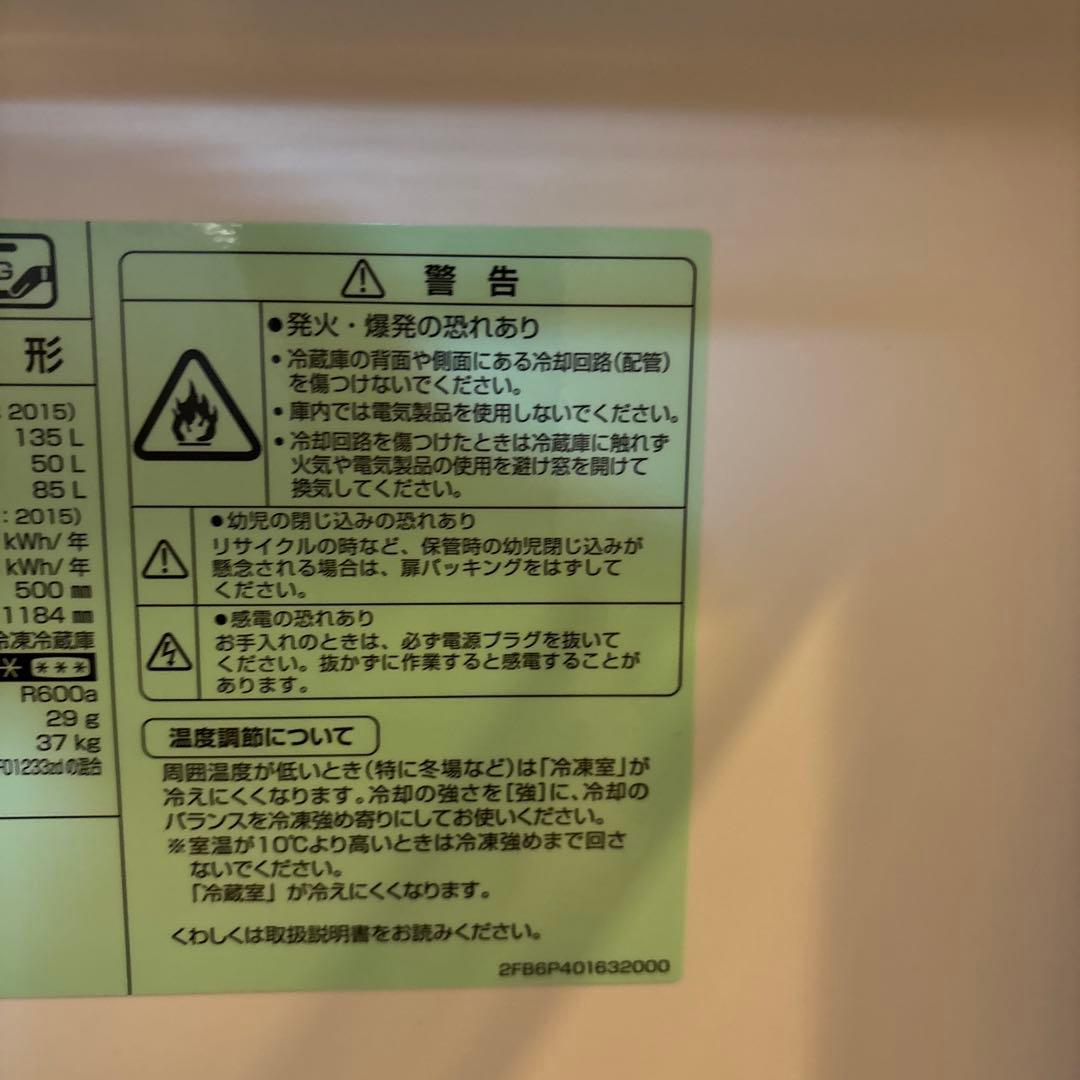 G
形
: 2015)
135 L
50 L
85 L
: 2015)
kWh/年
kWh/年
500 ㎜
1184 ㎜
冷凍冷蔵庫
***
R600a
29 g
37 kg
の混合
警 告
●発火・爆発の恐れあり
・冷蔵庫の背面や側面にある冷却回路(配管)
を傷つけないでください。
・庫内では電気製品を使用しないでください。
・冷却回路を傷つけたときは冷蔵庫に触れず
火気や電気製品の使用を避け窓を開けて
換気してください。
●幼児の閉じ込みの恐れあり
リサイクルの時など、保管時の幼児閉じ込みが
懸念される場合は、扉パッキングをはずして
ください。
●感電の恐れあり
お手入れのときは、必ず電源プラグを抜いて
ください。抜かずに作業すると感電することが
あります。
温度調節について
周囲温度が低いとき(特に冬場など)は「冷凍室」が
冷えにくくなります。冷却の強さを[強]に、冷却の
バランスを冷凍強め寄りにしてお使いください。
※室温が10℃より高いときは冷凍強めまで回さ
ないでください。
「冷蔵室」が冷えにくくなります。
くわしくは取扱説明書をお読みください。
2FB6P401632000